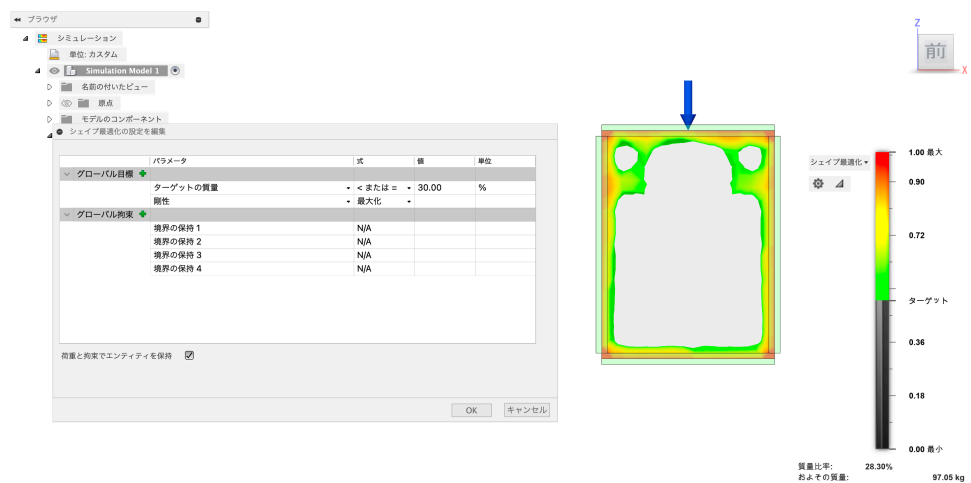 ブラウザ
シミュレーション
単位: カスタム
Simulation Model 1
名前の付いたビュー
原点
モデルのコンポーネント
シェイプ最適化の設定を編集
パラメータ 式 値 単位
グローバル目標
ターゲットの質量 < または = 30.00 %
剛性 最大化
グローバル拘束
境界の保持 1 N/A
境界の保持 2 N/A
境界の保持 3 N/A
境界の保持 4 N/A
荷重と拘束でエンティティを保持
OK キャンセル
Z
前
X
シェイプ最適化
1.00 最大
0.90
0.72
ターゲット
0.36
0.18
0.00 最小
質量比率: 28.30%
おおよその質量: 97.05 kg